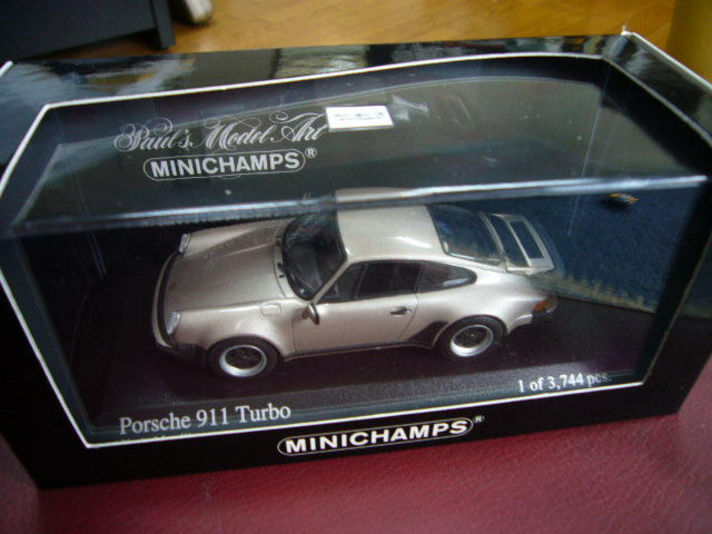 Paul's Model Art
MINICHAMPS®
Porsche 911 Turbo
1 of 3,744 pcs.
MINICHAMPS®